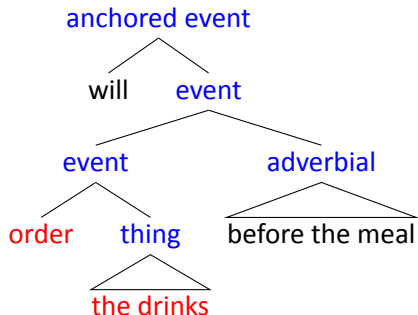 anchored event
will event
event adverbial
order thing before the meal
the drinks